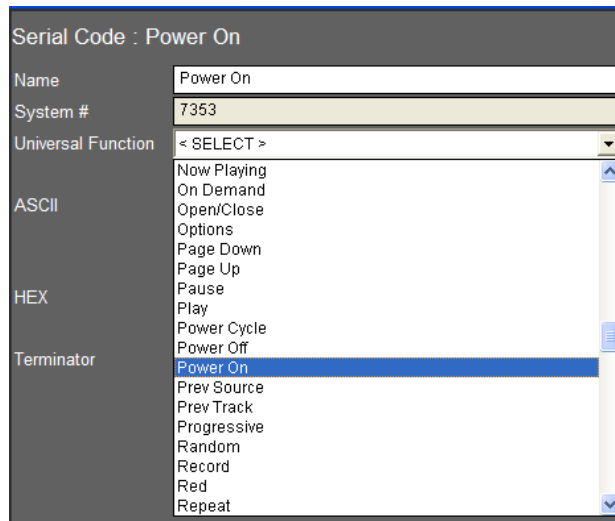 Serial Code : Power On
Name Power On
System # 7353
Universal Function < SELECT >
Now Playing
On Demand
ASCII Open/Close
Options
Page Down
Page Up
Pause
HEX Play
Power Cycle
Power Off
Terminator Power On
Prev Source
Prev Track
Progressive
Random
Record
Red
Repeat